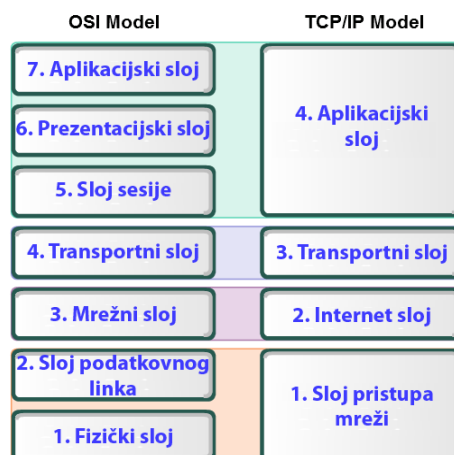 OSI Model
TCP/IP Model
7. Aplikacijski sloj
6. Prezentacijski sloj
5. Sloj sesije
4. Transportni sloj
3. Mrežni sloj
2. Sloj podatkovnog
linka
1. Fizički sloj
4. Aplikacijski
sloj
3. Transportni sloj
2. Internet sloj
1. Sloj pristupa
mreži